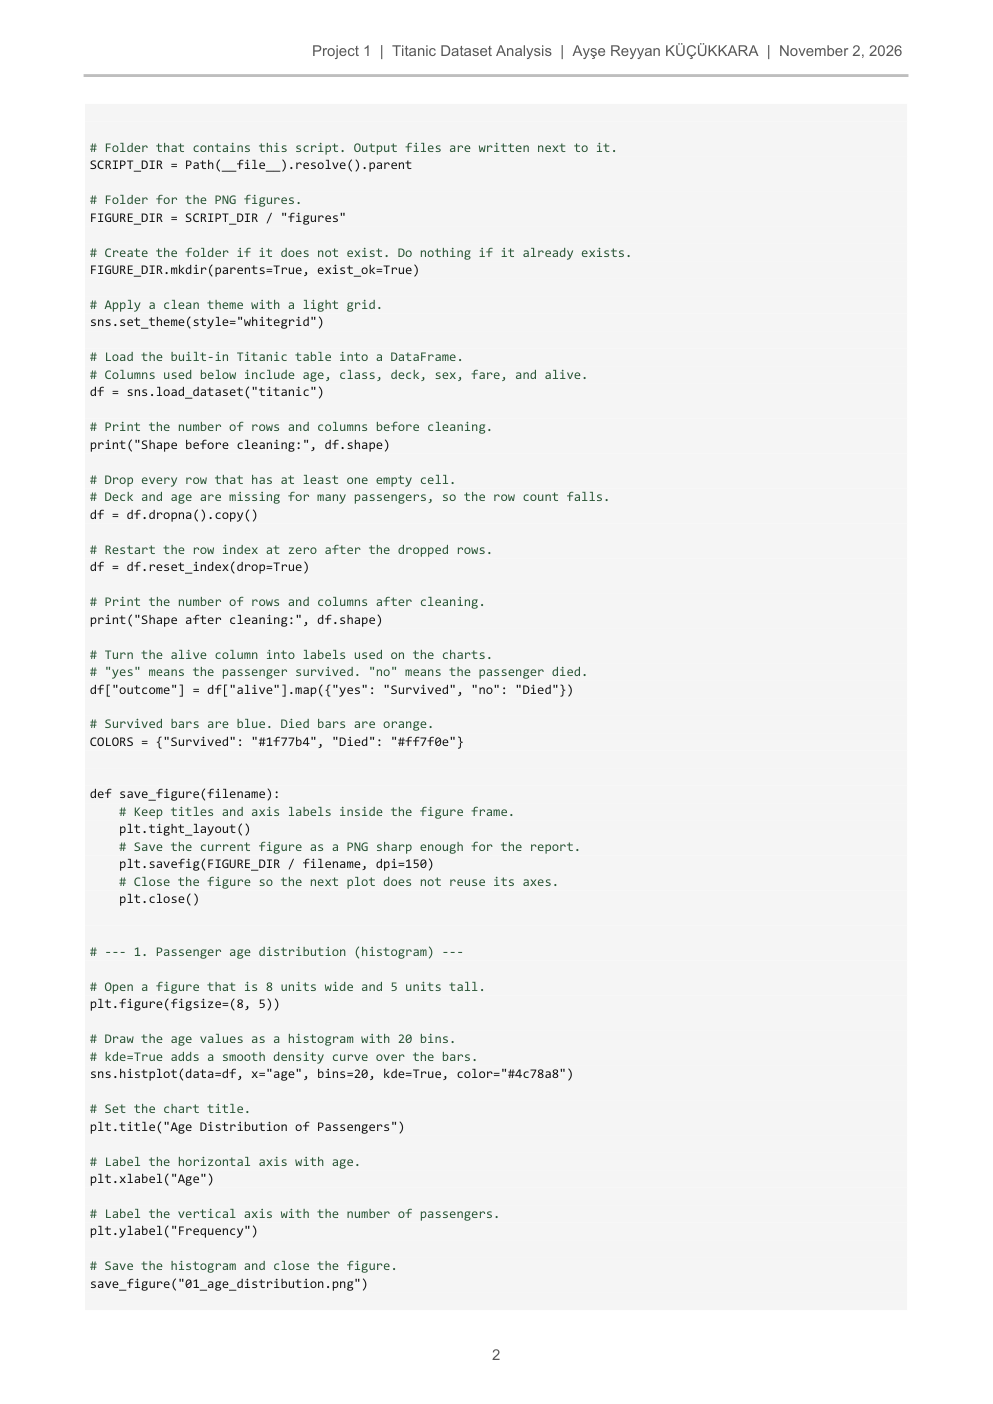 Project 1 | Titanic Dataset Analysis | Ayşe Reyyan KÜÇÜKKARA | November 2, 2026
# Folder that contains this script. Output files are written next to it.
SCRIPT_DIR = Path(__file__).resolve().parent
# Folder for the PNG figures.
FIGURE_DIR = SCRIPT_DIR / "figures"
# Create the folder if it does not exist. Do nothing if it already exists.
FIGURE_DIR.mkdir(parents=True, exist_ok=True)
# Apply a clean theme with a light grid.
sns.set_theme(style="whitegrid")
# Load the built-in Titanic table into a DataFrame.
# Columns used below include age, class, deck, sex, fare, and alive.
df = sns.load_dataset("titanic")
# Print the number of rows and columns before cleaning.
print("Shape before cleaning:", df.shape)
# Drop every row that has at least one empty cell.
# Deck and age are missing for many passengers, so the row count falls.
df = df.dropna().copy()
# Restart the row index at zero after the dropped rows.
df = df.reset_index(drop=True)
# Print the number of rows and columns after cleaning.
print("Shape after cleaning:", df.shape)
# Turn the alive column into labels used on the charts.
# "yes" means the passenger survived. "no" means the passenger died.
df["outcome"] = df["alive"].map({"yes": "Survived", "no": "Died"})
# Survived bars are blue. Died bars are orange.
COLORS = {"Survived": "#1f77b4", "Died": "#ff7f0e"}
def save_figure(filename):
    # Keep titles and axis labels inside the figure frame.
    plt.tight_layout()
    # Save the current figure as a PNG sharp enough for the report.
    plt.savefig(FIGURE_DIR / filename, dpi=150)
    # Close the figure so the next plot does not reuse its axes.
    plt.close()
# --- 1. Passenger age distribution (histogram) ---
# Open a figure that is 8 units wide and 5 units tall.
plt.figure(figsize=(8, 5))
# Draw the age values as a histogram with 20 bins.
# kde=True adds a smooth density curve over the bars.
sns.histplot(data=df, x="age", bins=20, kde=True, color="#4c78a8")
# Set the chart title.
plt.title("Age Distribution of Passengers")
# Label the horizontal axis with age.
plt.xlabel("Age")
# Label the vertical axis with the number of passengers.
plt.ylabel("Frequency")
# Save the histogram and close the figure.
save_figure("01_age_distribution.png")
2